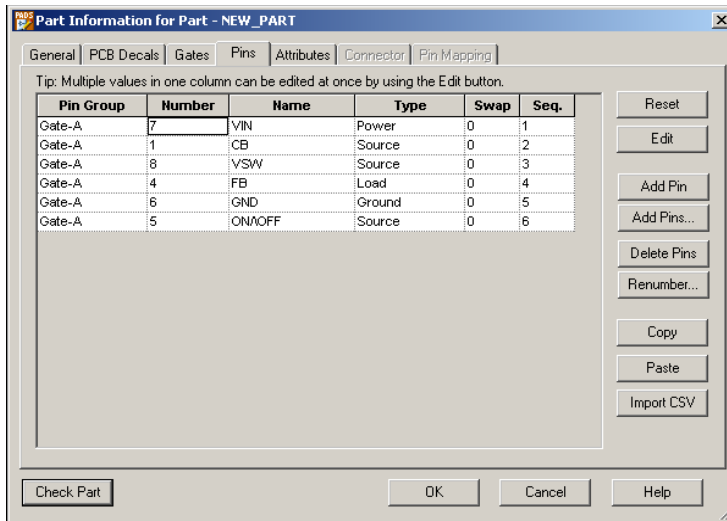 PADS Part Information for Part - NEW_PART
General PCB Decals Gates Pins Attributes Connector Pin Mapping
Tip: Multiple values in one column can be edited at once by using the Edit button.
Pin Group Number Name Type Swap Seq. Reset
Gate-A 7 VIN Power 0 1
Gate-A 1 CB Source 0 2 Edit
Gate-A 8 VSW Source 0 3
Gate-A 4 FB Load 0 4 Add Pin
Gate-A 6 GND Ground 0 5
Gate-A 5 ON/\OFF Source 0 6 Add Pins...
Delete Pins
Renumber...
Copy
Paste
Import CSV
Check Part OK Cancel Help